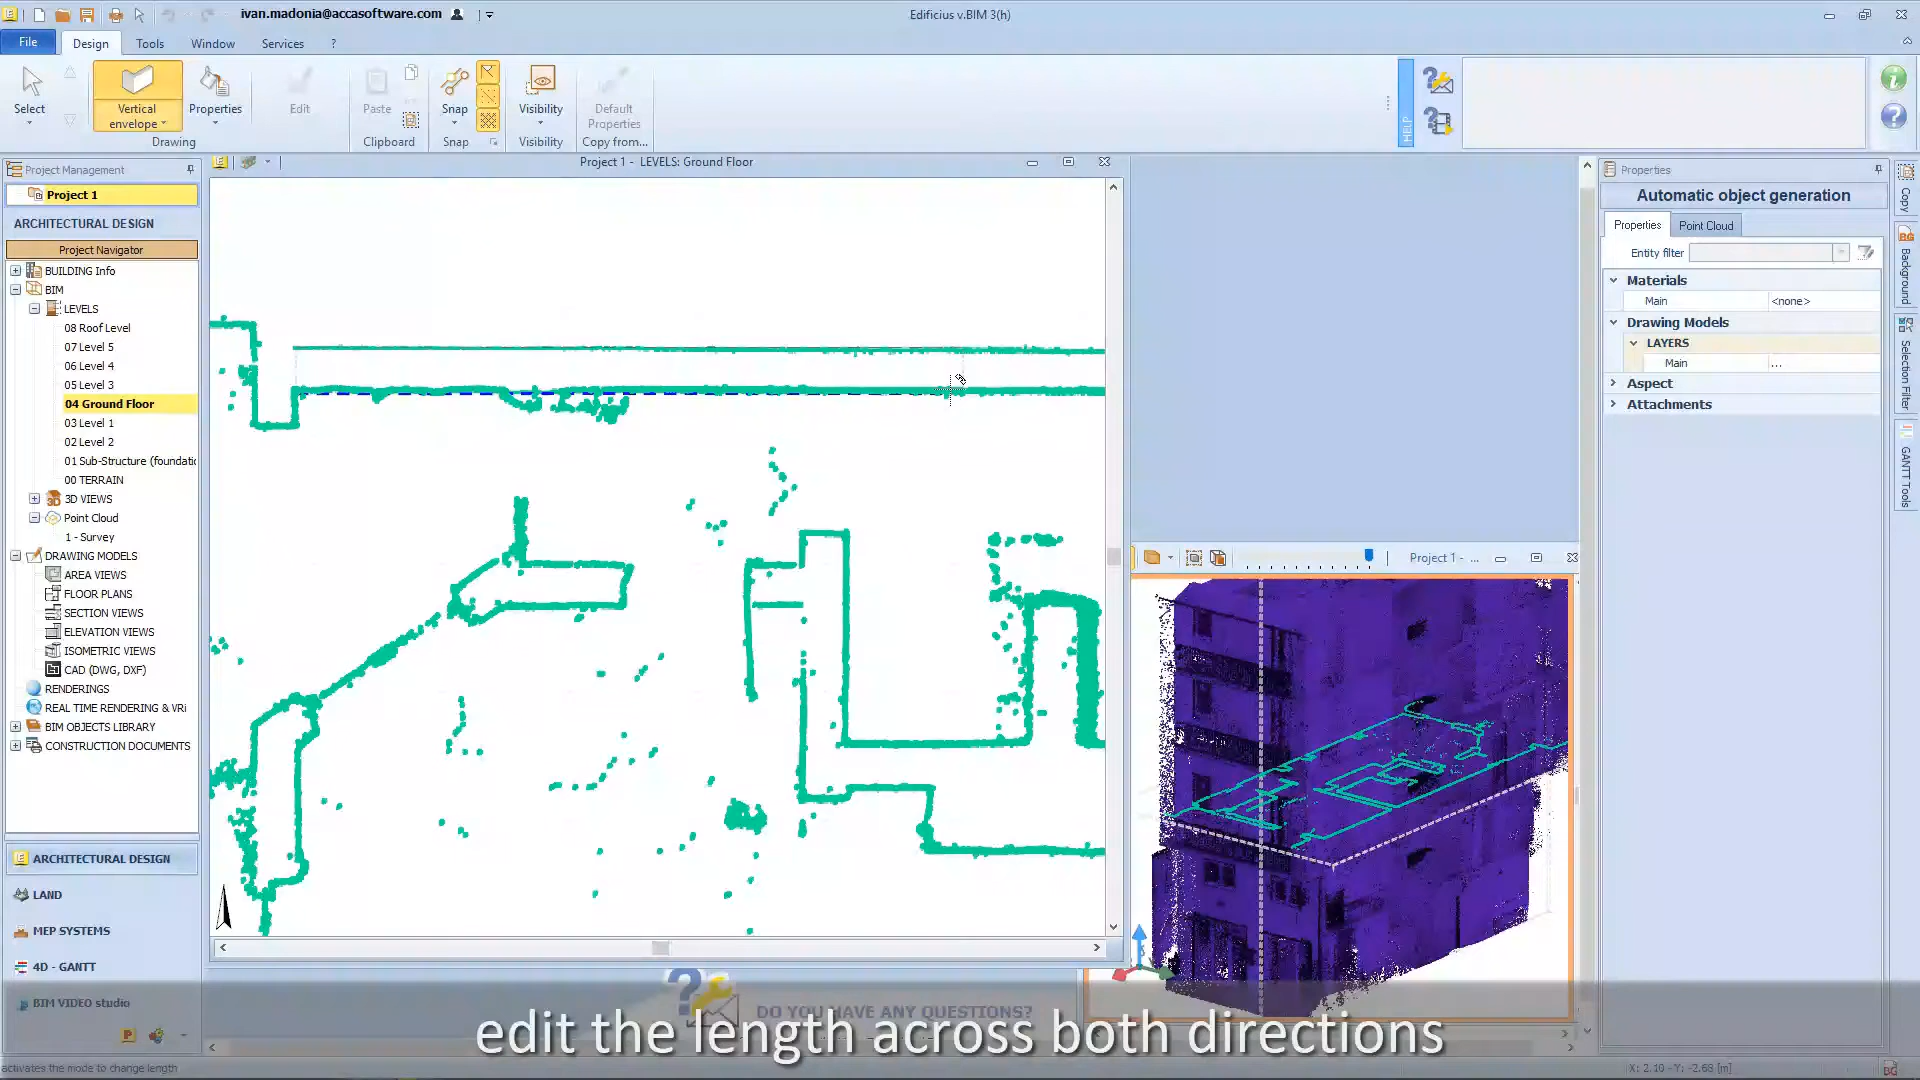 ivan.madonia@accasoftware.com
Edificius v.BIM 3(h)
File
Design
Tools
Window
Services
?
Select
Vertical envelope
Properties
Edit
Paste
Snap
Visibility
Default Properties
Drawing
Clipboard
Snap
Visibility
Copy from...
HELP
Project Management
Project 1
ARCHITECTURAL DESIGN
Project Navigator
BUILDING Info
BIM
LEVELS
08 Roof Level
07 Level 5
06 Level 4
05 Level 3
04 Ground Floor
03 Level 1
02 Level 2
01 Sub-Structure (foundatio
00 TERRAIN
3D VIEWS
Point Cloud
1 - Survey
DRAWING MODELS
AREA VIEWS
FLOOR PLANS
SECTION VIEWS
ELEVATION VIEWS
ISOMETRIC VIEWS
CAD (DWG, DXF)
RENDERINGS
REAL TIME RENDERING & VRi
BIM OBJECTS LIBRARY
CONSTRUCTION DOCUMENTS
ARCHITECTURAL DESIGN
LAND
MEP SYSTEMS
4D - GANTT
BIM VIDEO studio
Project 1 - LEVELS: Ground Floor
Project 1 - ...
Properties
Automatic object generation
Properties
Point Cloud
Entity filter
Materials
Main
<none>
Drawing Models
LAYERS
Main
...
Aspect
Attachments
Copy
Background
Selection Filter
GANTT Tools
DO YOU HAVE ANY QUESTIONS?
edit the length across both directions
activates the mode to change length
X: 2.10 - Y: -2.68 [m]